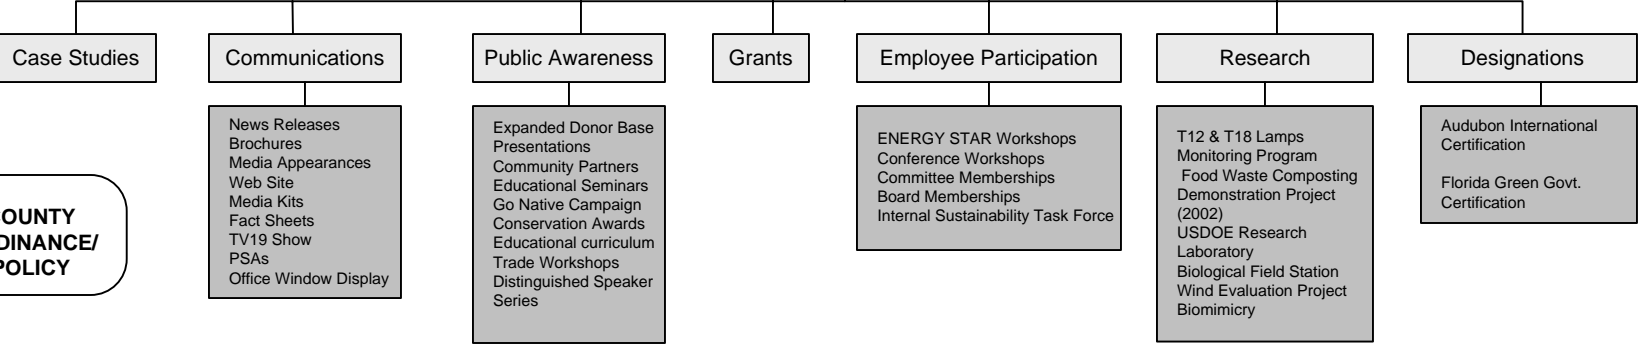 Case Studies
Communications
Public Awareness
Grants
Employee Participation
Research
Designations
News Releases
Brochures
Media Appearances
Web Site
Media Kits
Fact Sheets
TV19 Show
PSAs
Office Window Display
Expanded Donor Base
Presentations
Community Partners
Educational Seminars
Go Native Campaign
Conservation Awards
Educational curriculum
Trade Workshops
Distinguished Speaker
Series
ENERGY STAR Workshops
Conference Workshops
Committee Memberships
Board Memberships
Internal Sustainability Task Force
T12 & T18 Lamps
Monitoring Program
Food Waste Composting
Demonstration Project
(2002)
USDOE Research
Laboratory
Biological Field Station
Wind Evaluation Project
Biomimicry
Audubon International
Certification
Florida Green Govt.
Certification
OUNTY
DINANCE/
POLICY